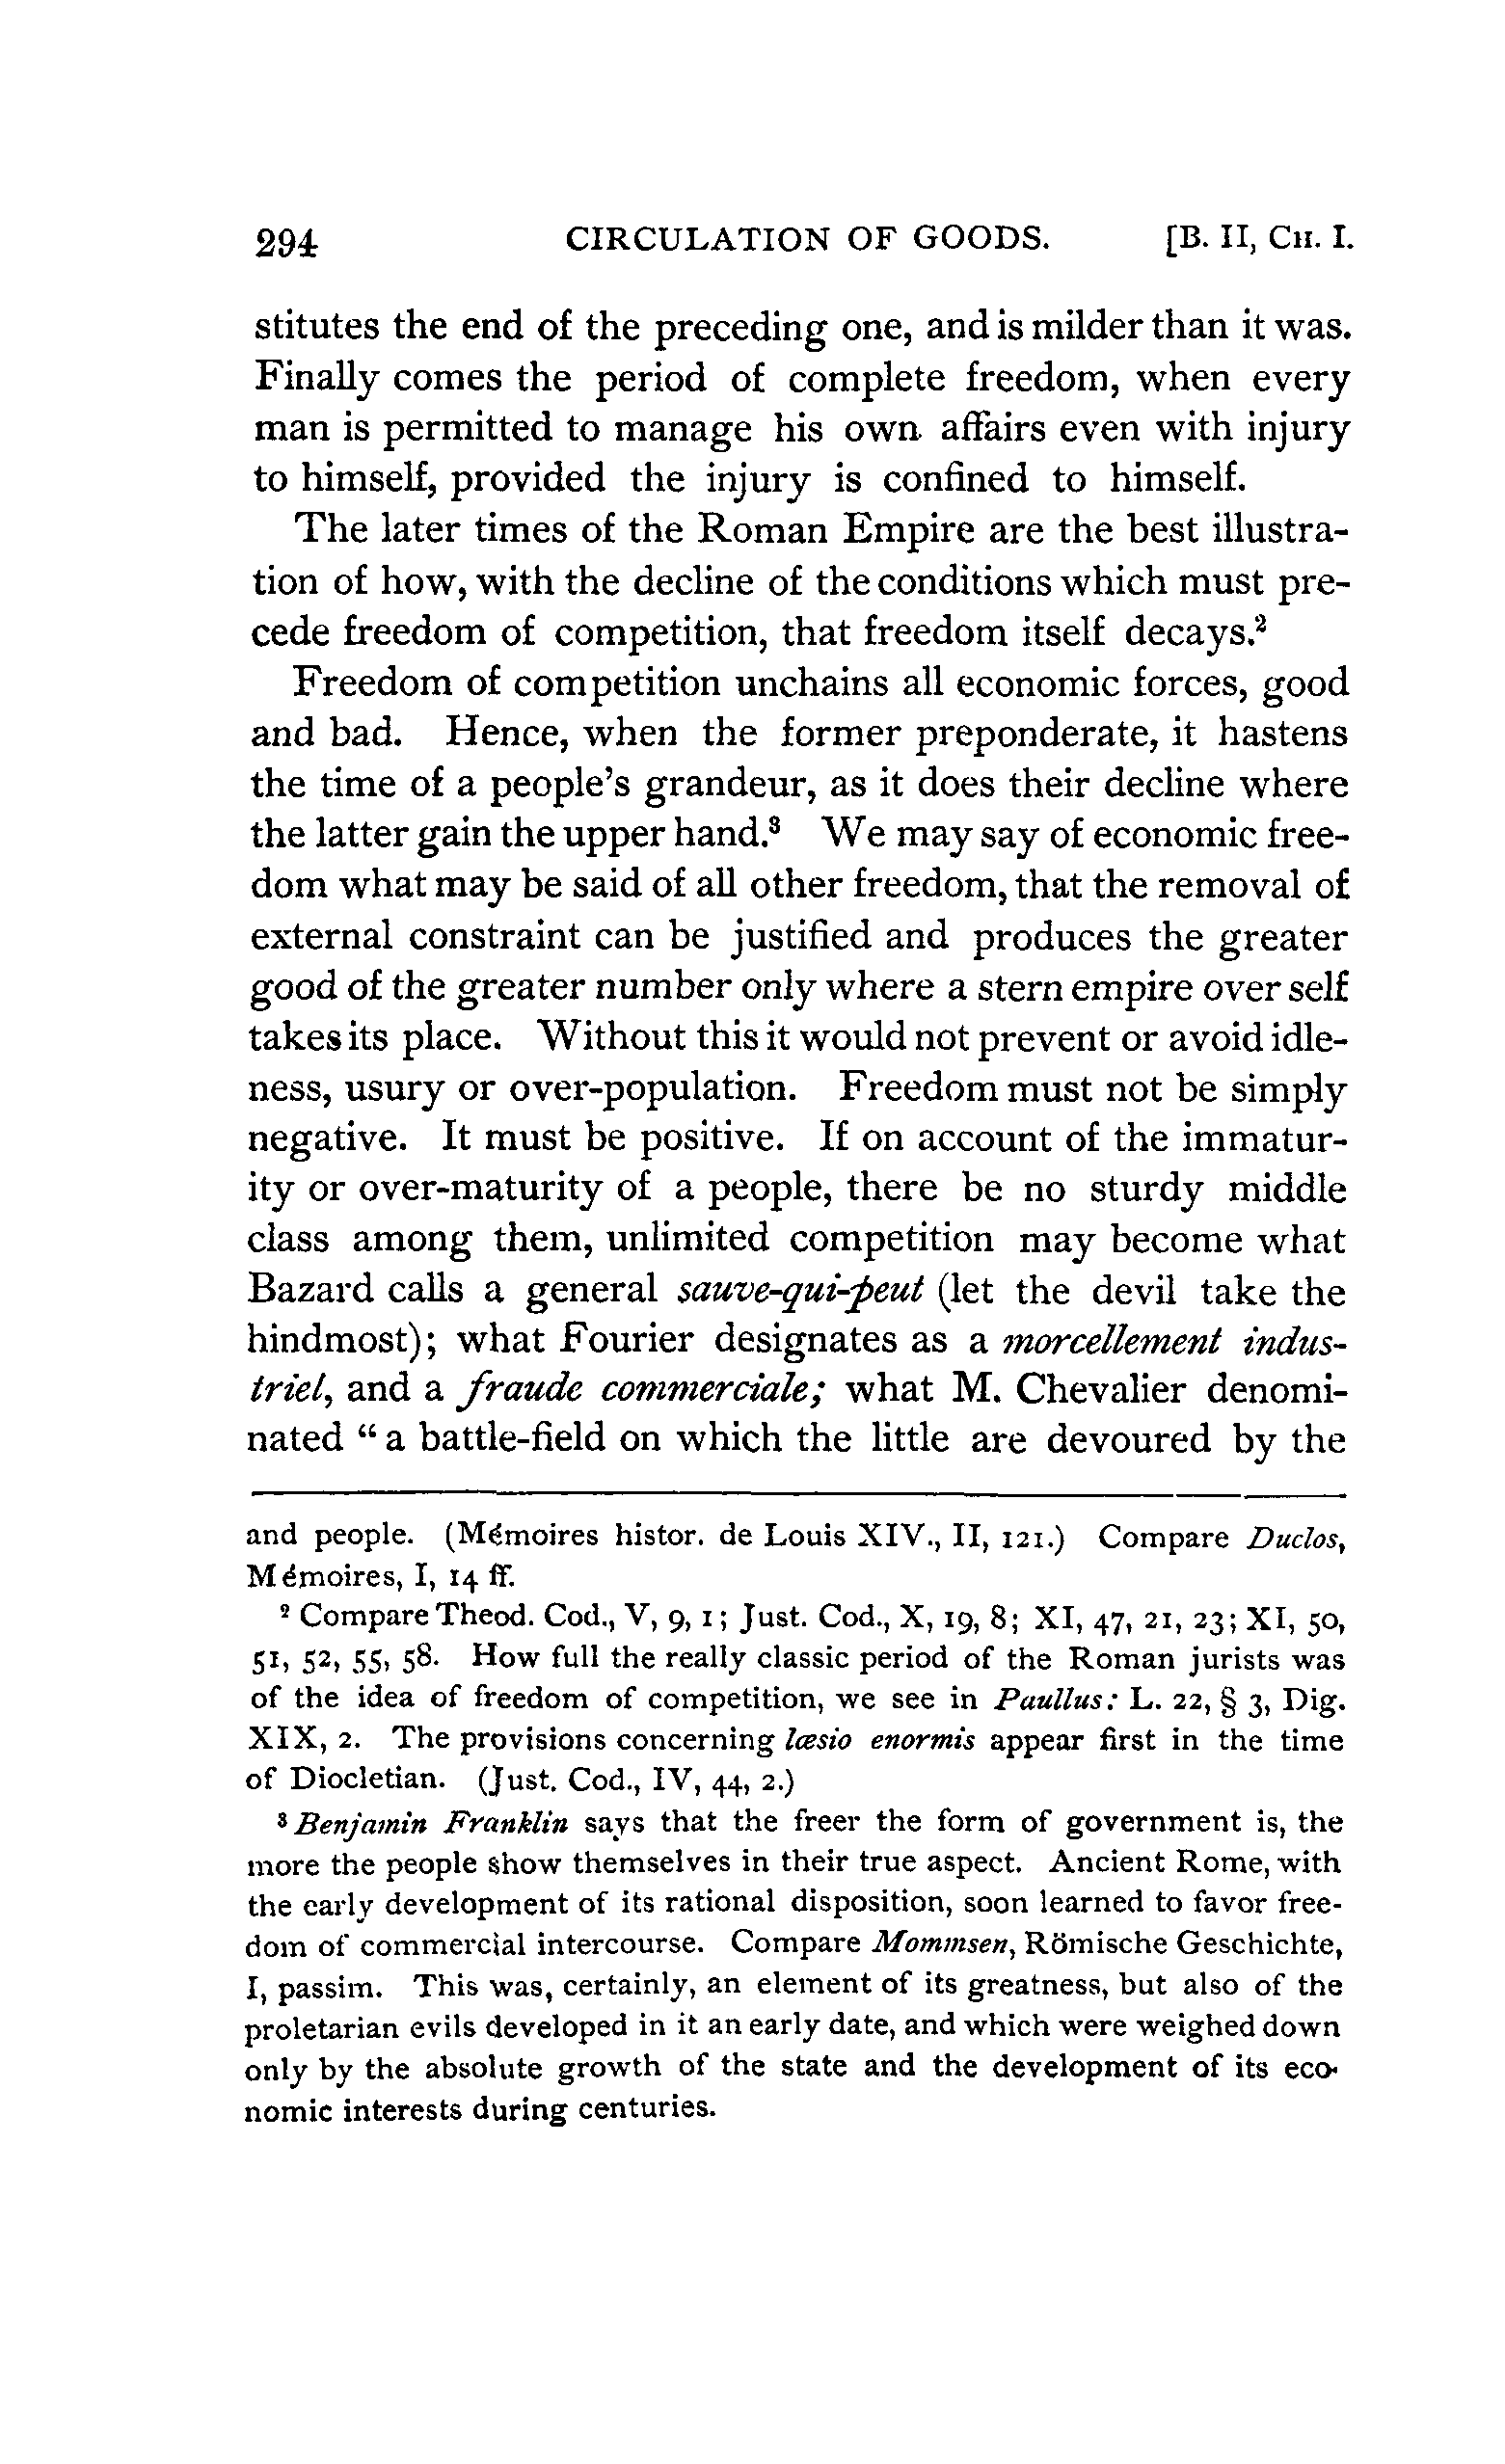 294 CIRCULATION OF GOODS. [B. II, CH. I.
stitutes the end of the preceding one, and is milder than it was.
Finally comes the period of complete freedom, when every
man is permitted to manage his own affairs even with injury
to himself, provided the injury is confined to himself.
The later times of the Roman Empire are the best illustra-
tion of how, with the decline of the conditions which must pre-
cede freedom of competition, that freedom itself decays.²
Freedom of competition unchains all economic forces, good
and bad. Hence, when the former preponderate, it hastens
the time of a people's grandeur, as it does their decline where
the latter gain the upper hand.³ We may say of economic free-
dom what may be said of all other freedom, that the removal of
external constraint can be justified and produces the greater
good of the greater number only where a stern empire over self
takes its place. Without this it would not prevent or avoid idle-
ness, usury or over-population. Freedom must not be simply
negative. It must be positive. If on account of the immatur-
ity or over-maturity of a people, there be no sturdy middle
class among them, unlimited competition may become what
Bazard calls a general sauve-qui-peut (let the devil take the
hindmost); what Fourier designates as a morcellement indus-
triel, and a fraude commerciale; what M. Chevalier denomi-
nated “a battle-field on which the little are devoured by the
and people. (Mémoires histor. de Louis XIV., II, 121.) Compare Duclos,
Mémoires, I, 14 ff.
² Compare Theod. Cod., V, 9, 1; Just. Cod., X, 19, 8; XI, 47, 21, 23; XI, 50,
51, 52, 55, 58. How full the really classic period of the Roman jurists was
of the idea of freedom of competition, we see in Paullus: L. 22, § 3, Dig.
XIX, 2. The provisions concerning læsio enormis appear first in the time
of Diocletian. (Just. Cod., IV, 44, 2.)
³ Benjamin Franklin says that the freer the form of government is, the
more the people show themselves in their true aspect. Ancient Rome, with
the early development of its rational disposition, soon learned to favor free-
dom of commercial intercourse. Compare Mommsen, Römische Geschichte,
I, passim. This was, certainly, an element of its greatness, but also of the
proletarian evils developed in it an early date, and which were weighed down
only by the absolute growth of the state and the development of its eco-
nomic interests during centuries.